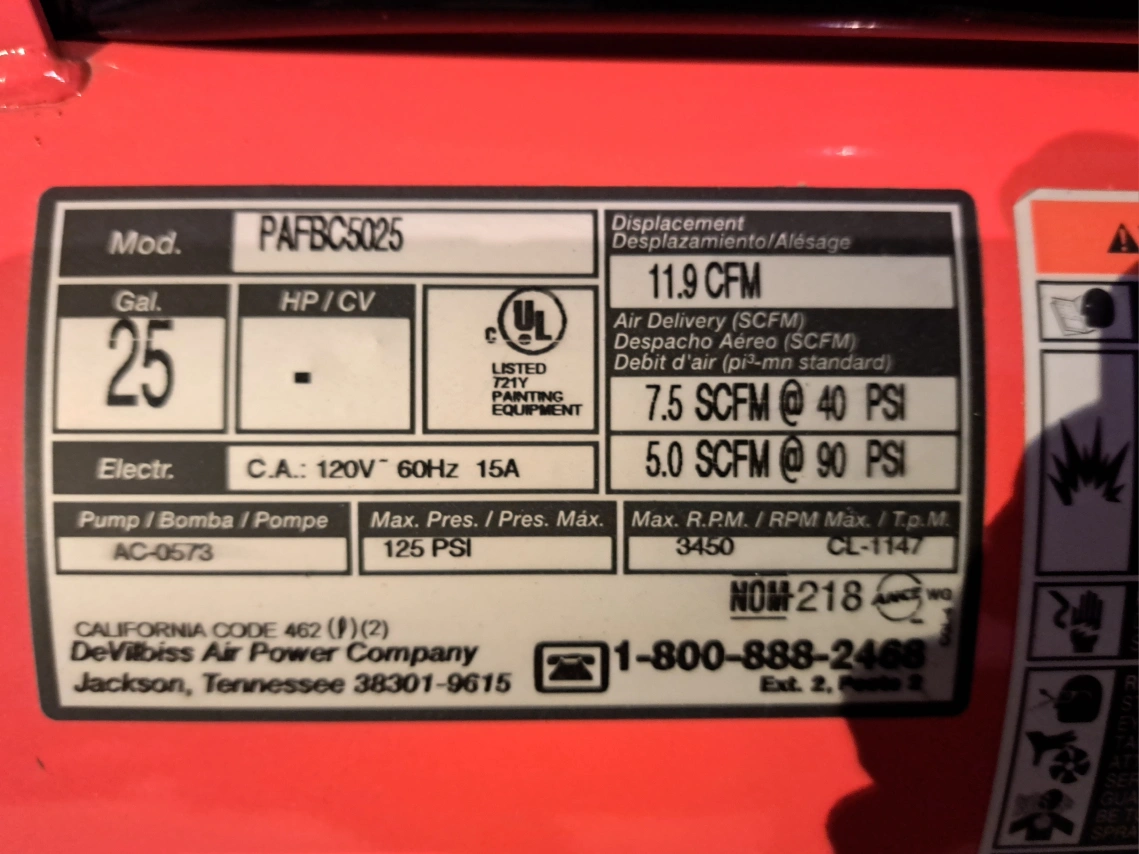 Mod. PAFBC5025
Gal.
25
HP / CV
-
C UL
LISTED
721Y
PAINTING
EQUIPMENT
Displacement
Desplazamiento/Alésage
11.9 CFM
Air Delivery (SCFM)
Despacho Aéreo (SCFM)
Debit d'air (pi³-mn standard)
7.5 SCFM @ 40 PSI
5.0 SCFM @ 90 PSI
Electr. C.A.: 120V~ 60Hz 15A
Pump / Bomba / Pompe
AC-0573
Max. Pres. / Pres. Máx.
125 PSI
Max. R.P.M. / RPM Máx. / T.p.M.
3450 CL-1147
NOM-218 ANCE WG
CALIFORNIA CODE 462 (l)(2)
DeVilbiss Air Power Company
Jackson, Tennessee 38301-9615
1-800-888-2468
Ext. 2, Poste 2